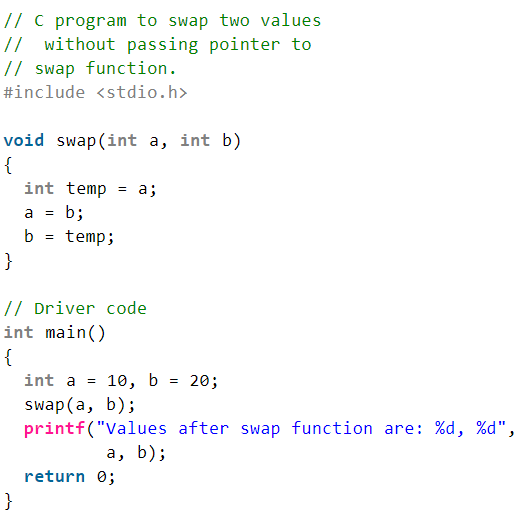 // C program to swap two values
//  without passing pointer to
// swap function.
#include <stdio.h>
void swap(int a, int b)
{
  int temp = a;
  a = b;
  b = temp;
}
// Driver code
int main()
{
  int a = 10, b = 20;
  swap(a, b);
  printf("Values after swap function are: %d, %d",
          a, b);
  return 0;
}